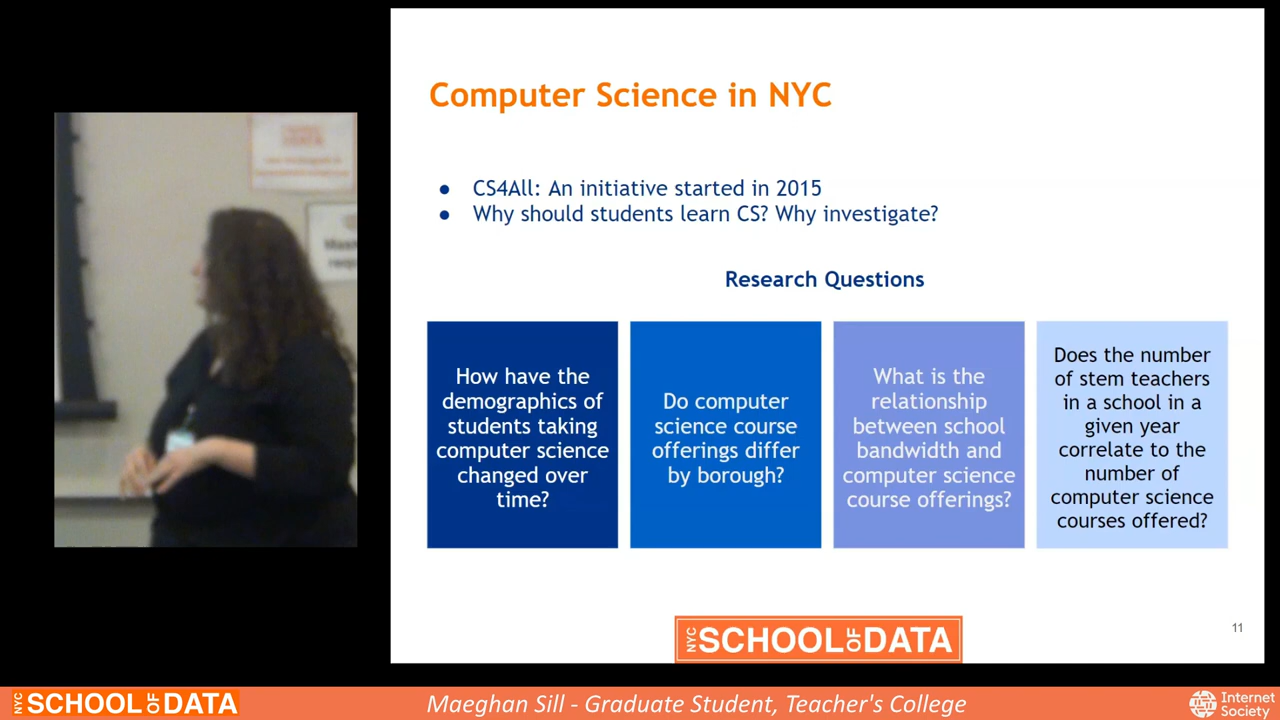 Computer Science in NYC
● CS4All: An initiative started in 2015
● Why should students learn CS? Why investigate?
Research Questions
How have the
demographics of
students taking
computer science
changed over
time?
Do computer
science course
offerings differ
by borough?
What is the
relationship
between school
bandwidth and
computer science
course offerings?
Does the number
of stem teachers
in a school in a
given year
correlate to the
number of
computer science
courses offered?
NYC SCHOOL OF DATA
11
NYC SCHOOL OF DATA
Maeghan Sill - Graduate Student, Teacher's College
Internet
Society